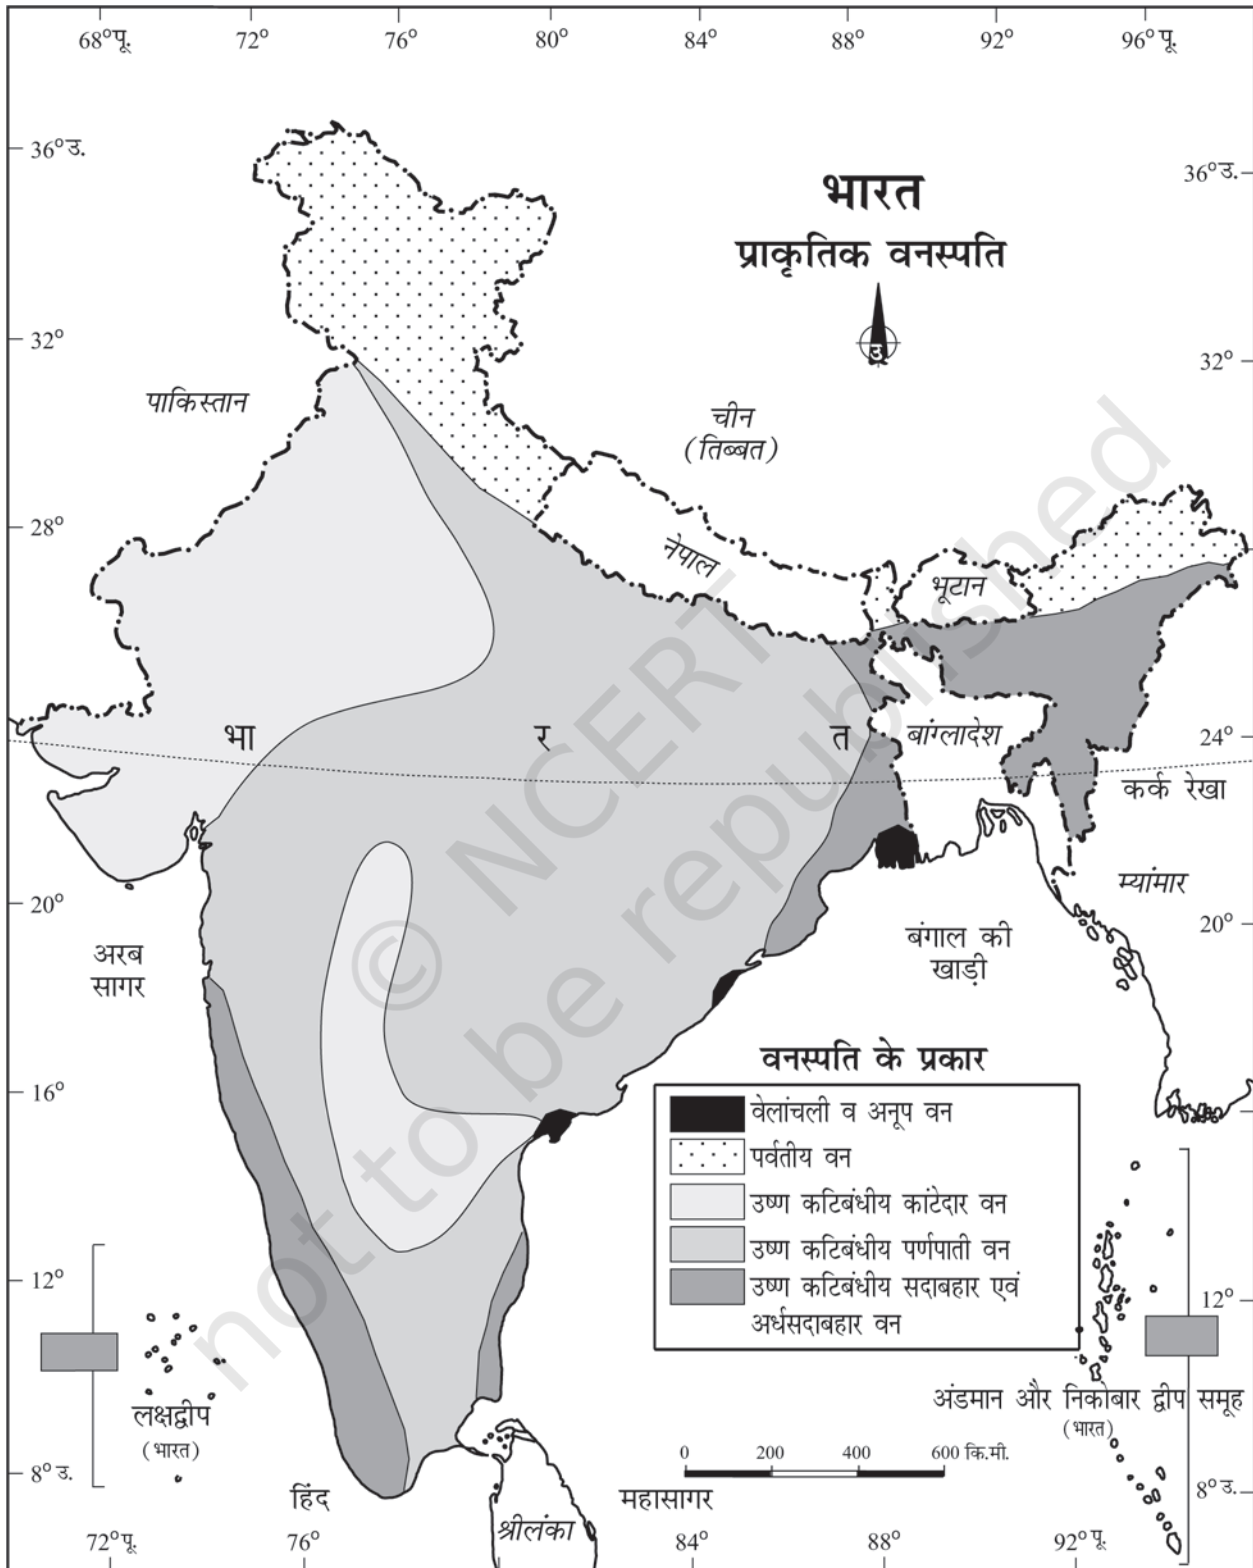 68°पू.
72°
76°
80°
84°
88°
92°
96° पू.
36°उ.
36°उ.
भारत
प्राकृतिक वनस्पति
उ
32°
32°
पाकिस्तान
चीन
(तिब्बत)
28°
नेपाल
भूटान
भा र त
बांग्लादेश
24°
कर्क रेखा
म्यांमार
20°
20°
अरब
सागर
बंगाल की
खाड़ी
© NCERT
not to be republished
16°
वनस्पति के प्रकार
वेलांचली व अनूप वन
पर्वतीय वन
उष्ण कटिबंधीय कांटेदार वन
उष्ण कटिबंधीय पर्णपाती वन
उष्ण कटिबंधीय सदाबहार एवं
अर्धसदाबहार वन
12°
12°
लक्षद्वीप
(भारत)
अंडमान और निकोबार द्वीप समूह
(भारत)
0 200 400 600 कि.मी.
8° उ.
8° उ.
हिंद महासागर
श्रीलंका
72° पू.
76°
84°
88°
92° पू.